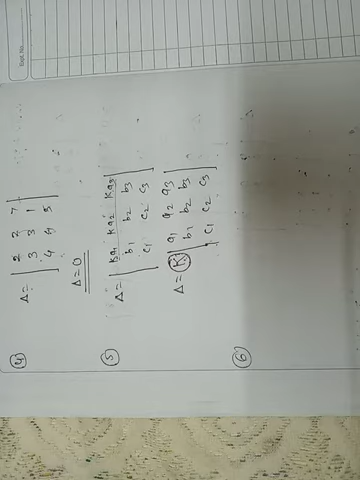 Expt. No.
④
Δ= | 2 2 7 |
| 3 3 1 |
| 4 4 5 |
Δ=0
⑤
Δ= | Ka₁ Ka₂ Ka₃ |
| b₁ b₂ b₃ |
| c₁ c₂ c₃ |
Δ= K | a₁ a₂ a₃ |
| b₁ b₂ b₃ |
| c₁ c₂ c₃ |
⑥